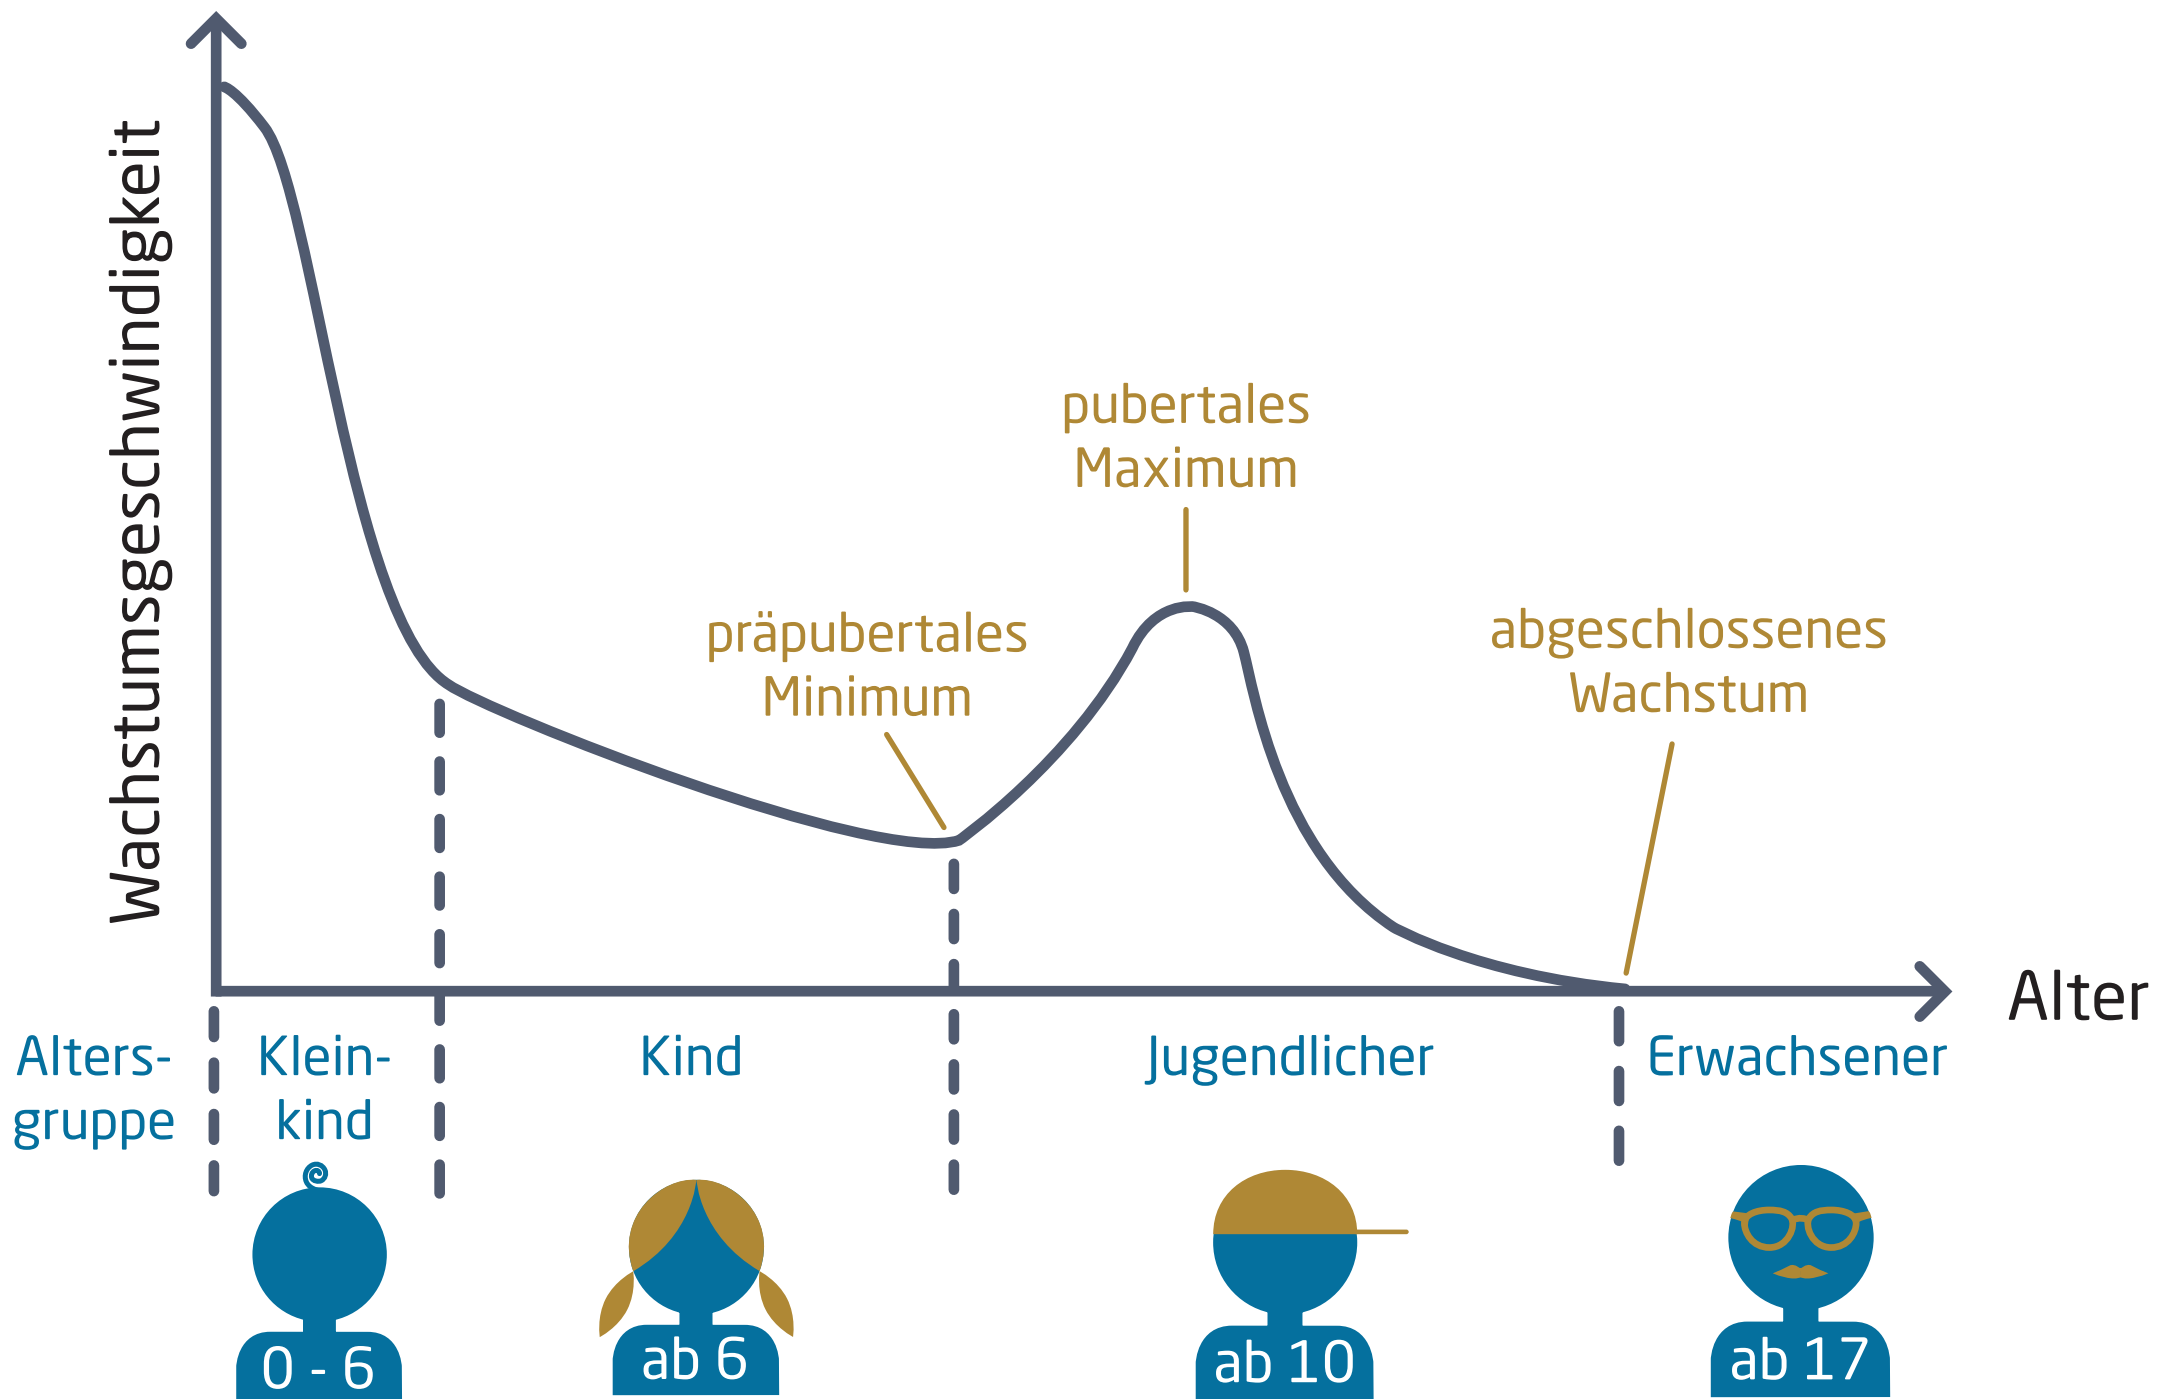 Wachstumsgeschwindigkeit
pubertales
Maximum
präpubertales
Minimum
abgeschlossenes
Wachstum
Alter
Alters-
gruppe
Klein-
kind
Kind
Jugendlicher
Erwachsener
0 - 6
ab 6
ab 10
ab 17